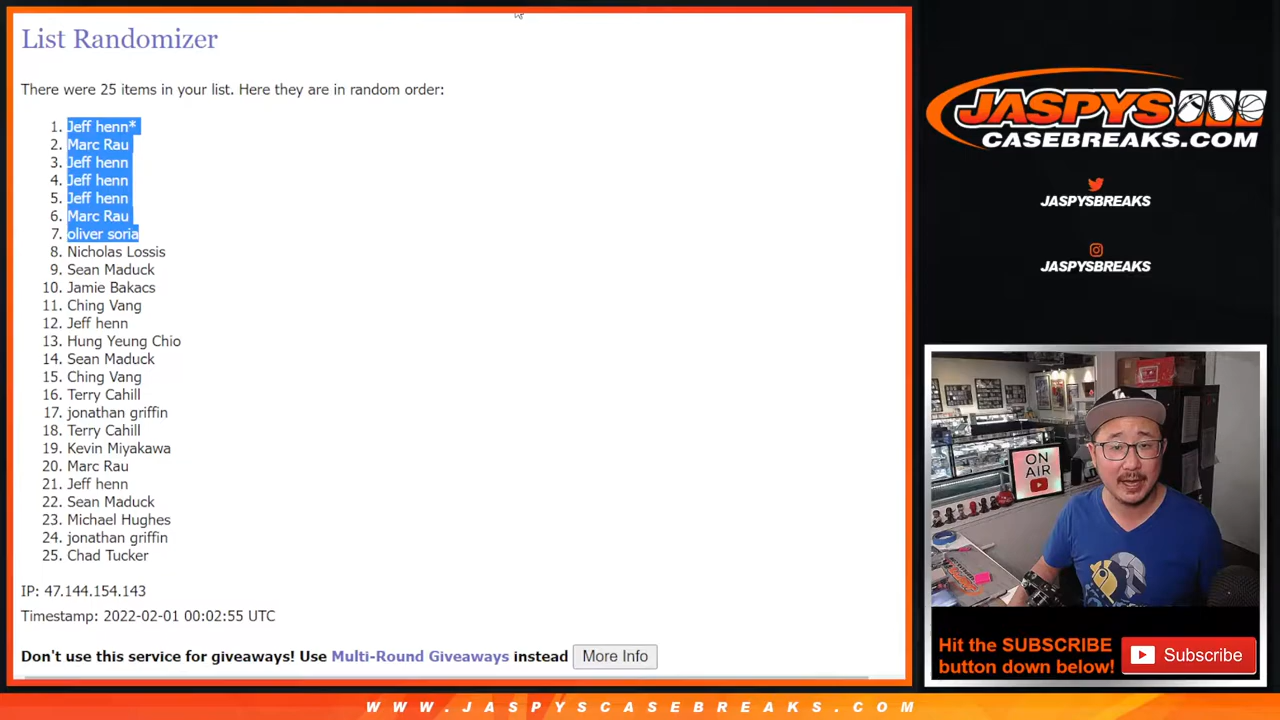 List Randomizer
There were 25 items in your list. Here they are in random order:
1. Jeff henn*
2. Marc Rau
3. Jeff henn
4. Jeff henn
5. Jeff henn
6. Marc Rau
7. oliver soria
8. Nicholas Lossis
9. Sean Maduck
10. Jamie Bakacs
11. Ching Vang
12. Jeff henn
13. Hung Yeung Chio
14. Sean Maduck
15. Ching Vang
16. Terry Cahill
17. jonathan griffin
18. Terry Cahill
19. Kevin Miyakawa
20. Marc Rau
21. Jeff henn
22. Sean Maduck
23. Michael Hughes
24. jonathan griffin
25. Chad Tucker
IP: 47.144.154.143
Timestamp: 2022-02-01 00:02:55 UTC
Don't use this service for giveaways! Use Multi-Round Giveaways instead More Info
JASPYS
CASEBREAKS.COM
JASPYSBREAKS
JASPYSBREAKS
ON
AIR
Hit the SUBSCRIBE
button down below!
Subscribe
WWW.JASPYSCASEBREAKS.COM